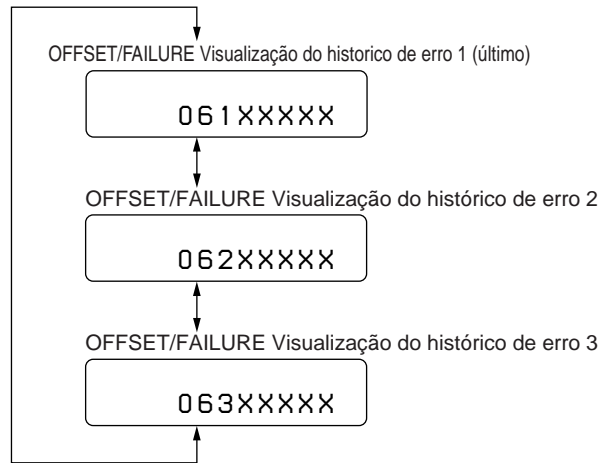 OFFSET/FAILURE Visualização do historico de erro 1 (último)
061XXXXX
OFFSET/FAILURE Visualização do histórico de erro 2
062XXXXX
OFFSET/FAILURE Visualização do histórico de erro 3
063XXXXX